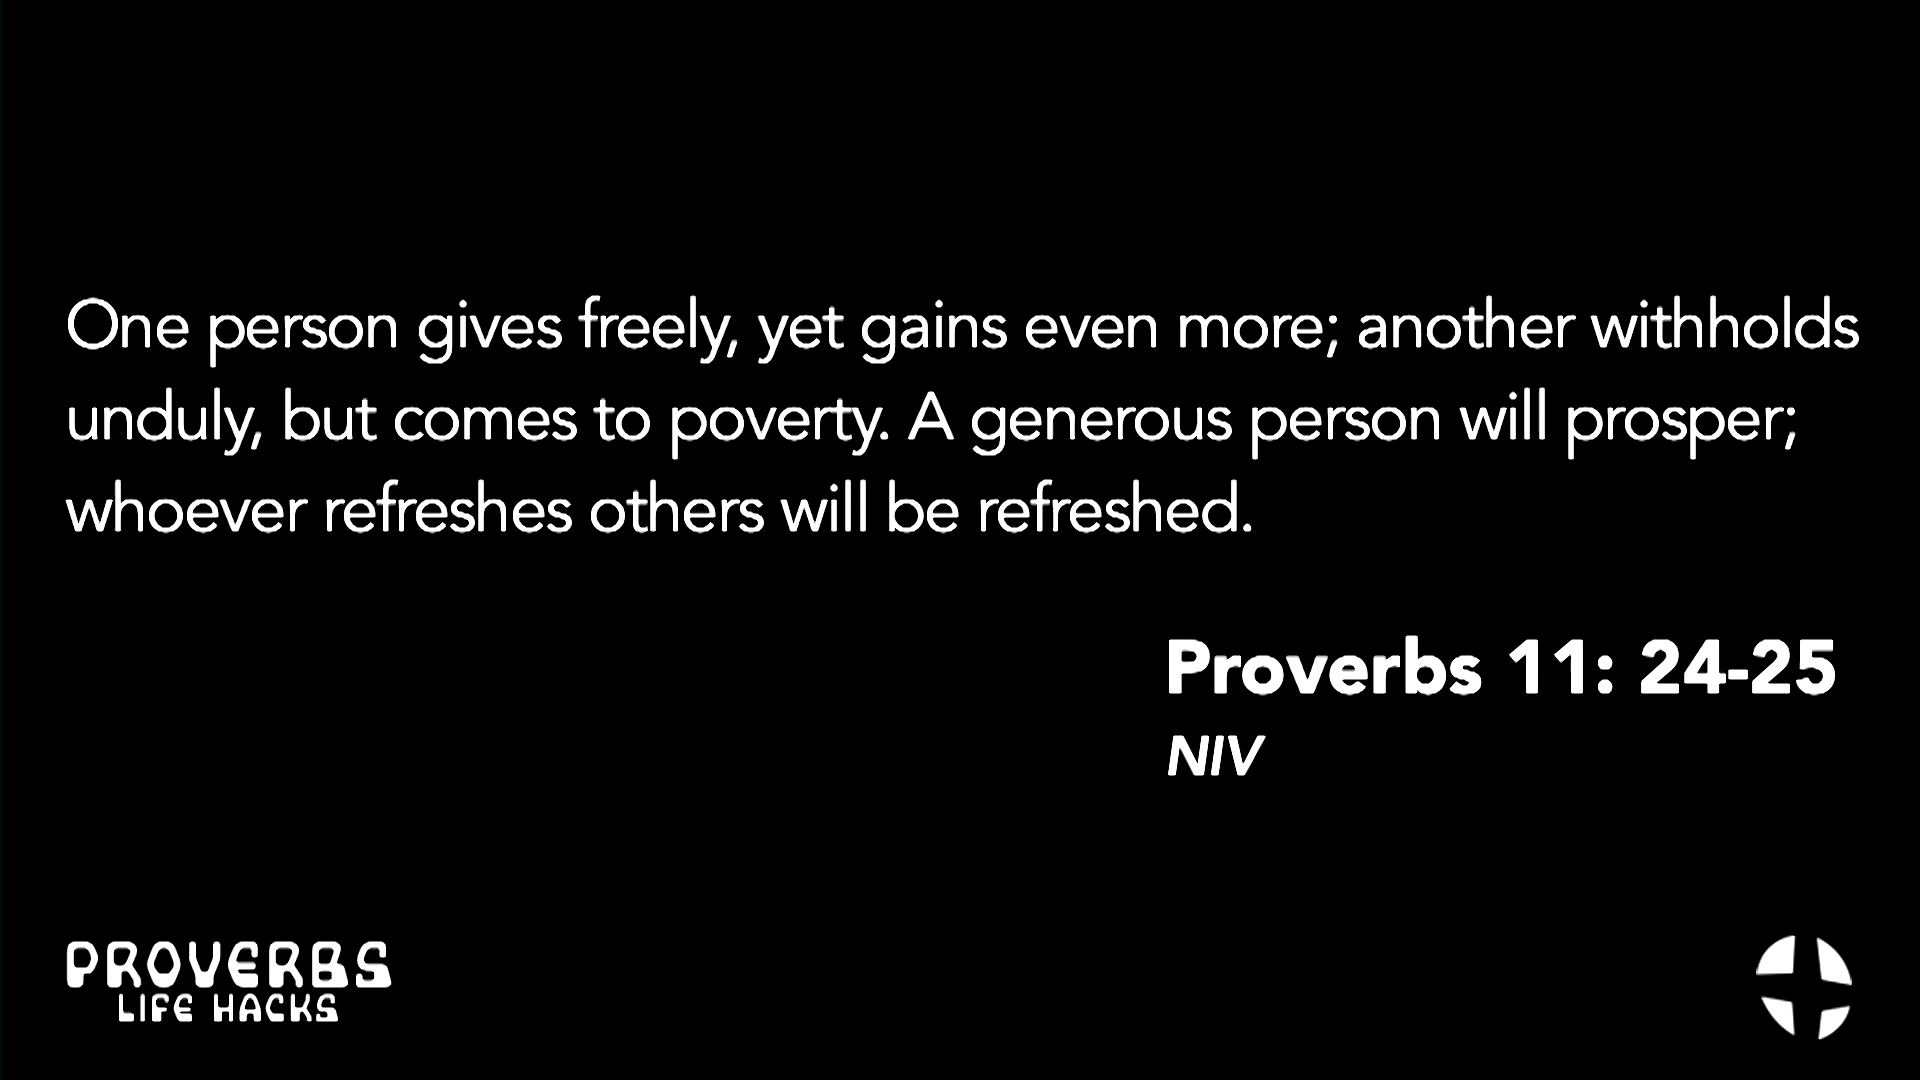 One person gives freely, yet gains even more; another withholds
unduly, but comes to poverty. A generous person will prosper;
whoever refreshes others will be refreshed.
Proverbs 11: 24-25
NIV
PROVERBS
LIFE HACKS